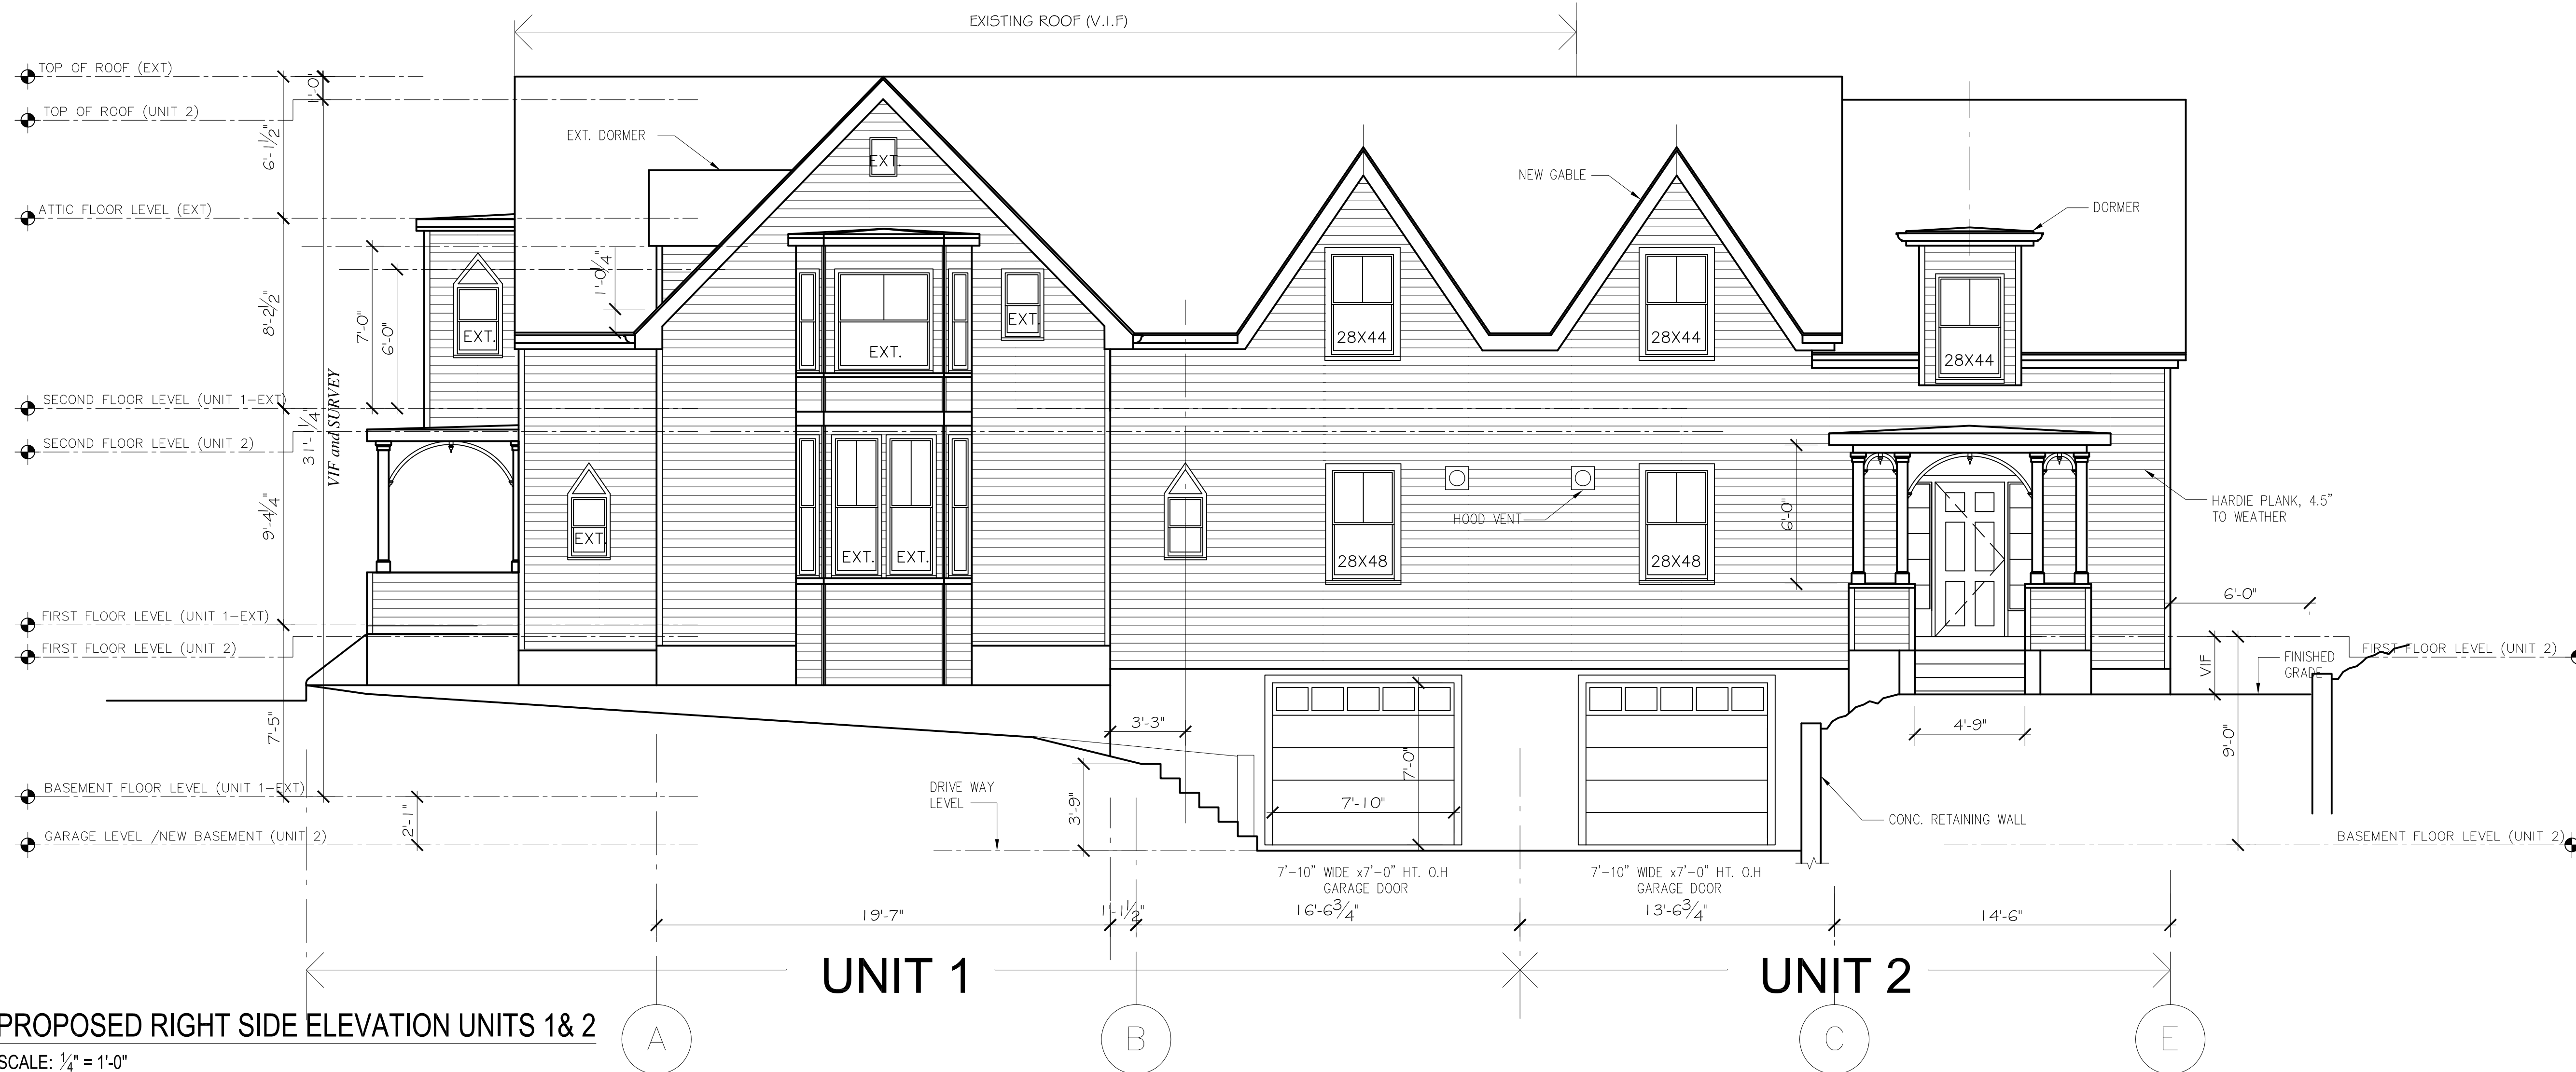 EXISTING ROOF (V.I.F)
TOP OF ROOF (EXT)
1'-0"
TOP OF ROOF (UNIT 2)
6'-1½"
EXT. DORMER
EXT.
NEW GABLE
DORMER
ATTIC FLOOR LEVEL (EXT)
1'-0¼"
8'-2½"
7'-0"
6'-0"
EXT.
EXT.
EXT.
28X44
28X44
28X44
SECOND FLOOR LEVEL (UNIT 1-EXT)
SECOND FLOOR LEVEL (UNIT 2)
31'-1¼"
VIF and SURVEY
9'-4¼"
EXT.
EXT.
EXT.
28X48
HOOD VENT
28X48
6'-0"
HARDIE PLANK, 4.5"
TO WEATHER
6'-0"
FIRST FLOOR LEVEL (UNIT 1-EXT)
FIRST FLOOR LEVEL (UNIT 2)
FIRST FLOOR LEVEL (UNIT 2)
VIF
FINISHED
GRADE
7'-5"
3'-3"
7'-0"
4'-9"
9'-0"
BASEMENT FLOOR LEVEL (UNIT 1-EXT)
2'-1"
DRIVE WAY
LEVEL
3'-9"
7'-10"
CONC. RETAINING WALL
GARAGE LEVEL /NEW BASEMENT (UNIT 2)
BASEMENT FLOOR LEVEL (UNIT 2)
7'-10" WIDE x7'-0" HT. O.H
GARAGE DOOR
7'-10" WIDE x7'-0" HT. O.H
GARAGE DOOR
19'-7"
1'-1½"
16'-6¾"
13'-6¾"
14'-6"
UNIT 1
UNIT 2
PROPOSED RIGHT SIDE ELEVATION UNITS 1& 2
SCALE: ¼" = 1'-0"
A
B
C
E